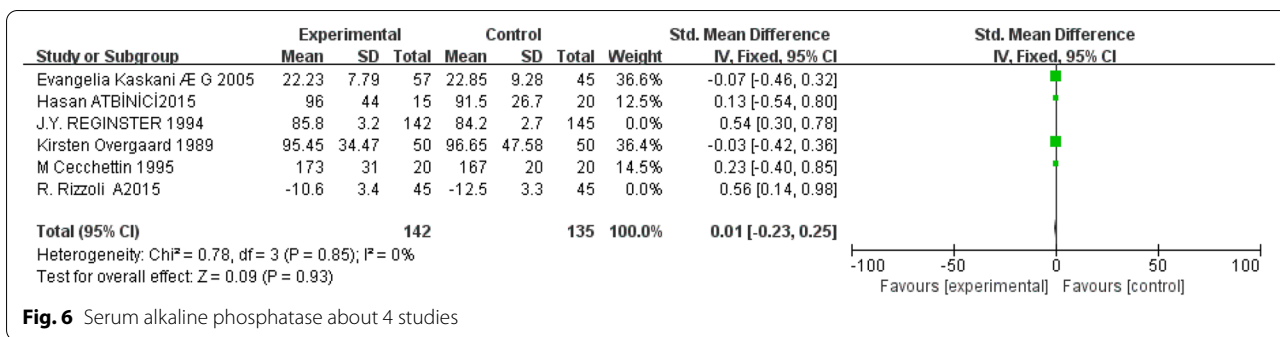 Experimental Control Std. Mean Difference Std. Mean Difference
Study or Subgroup Mean SD Total Mean SD Total Weight IV, Fixed, 95% CI IV, Fixed, 95% CI
Evangelia Kaskani Æ G 2005 22.23 7.79 57 22.85 9.28 45 36.6% -0.07 [-0.46, 0.32]
Hasan ATBİNİCİ2015 96 44 15 91.5 26.7 20 12.5% 0.13 [-0.54, 0.80]
J.Y. REGINSTER 1994 85.8 3.2 142 84.2 2.7 145 0.0% 0.54 [0.30, 0.78]
Kirsten Overgaard 1989 95.45 34.47 50 96.65 47.58 50 36.4% -0.03 [-0.42, 0.36]
M Cecchettin 1995 173 31 20 167 20 20 14.5% 0.23 [-0.40, 0.85]
R. Rizzoli A2015 -10.6 3.4 45 -12.5 3.3 45 0.0% 0.56 [0.14, 0.98]
Total (95% CI) 142 135 100.0% 0.01 [-0.23, 0.25]
Heterogeneity: Chi² = 0.78, df = 3 (P = 0.85); I² = 0%
Test for overall effect: Z = 0.09 (P = 0.93)
-100 -50 0 50 100
Favours [experimental] Favours [control]
Fig. 6 Serum alkaline phosphatase about 4 studies